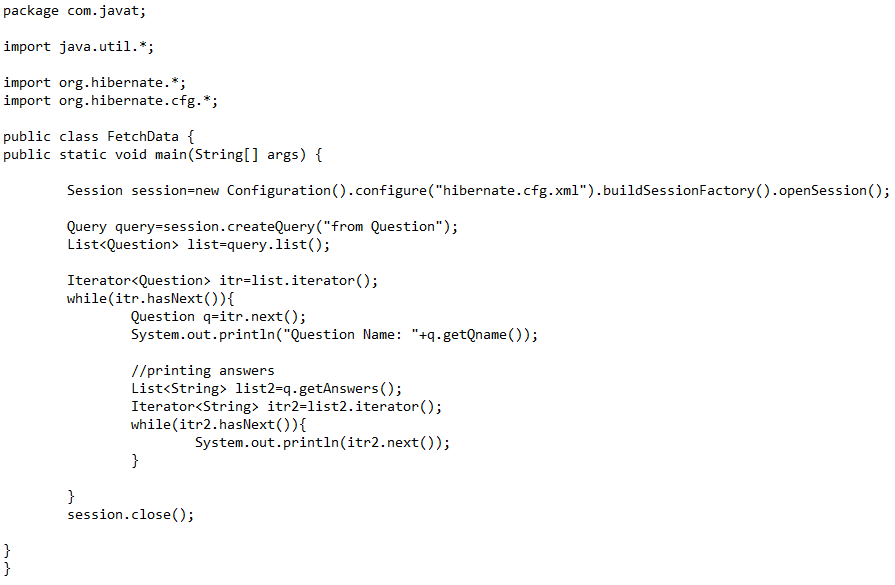 package com.javat;
import java.util.*;
import org.hibernate.*;
import org.hibernate.cfg.*;
public class FetchData {
public static void main(String[] args) {
Session session=new Configuration().configure("hibernate.cfg.xml").buildSessionFactory().openSession();
Query query=session.createQuery("from Question");
List<Question> list=query.list();
Iterator<Question> itr=list.iterator();
while(itr.hasNext()){
Question q=itr.next();
System.out.println("Question Name: "+q.getQname());
//printing answers
List<String> list2=q.getAnswers();
Iterator<String> itr2=list2.iterator();
while(itr2.hasNext()){
System.out.println(itr2.next());
}
}
session.close();
}
}